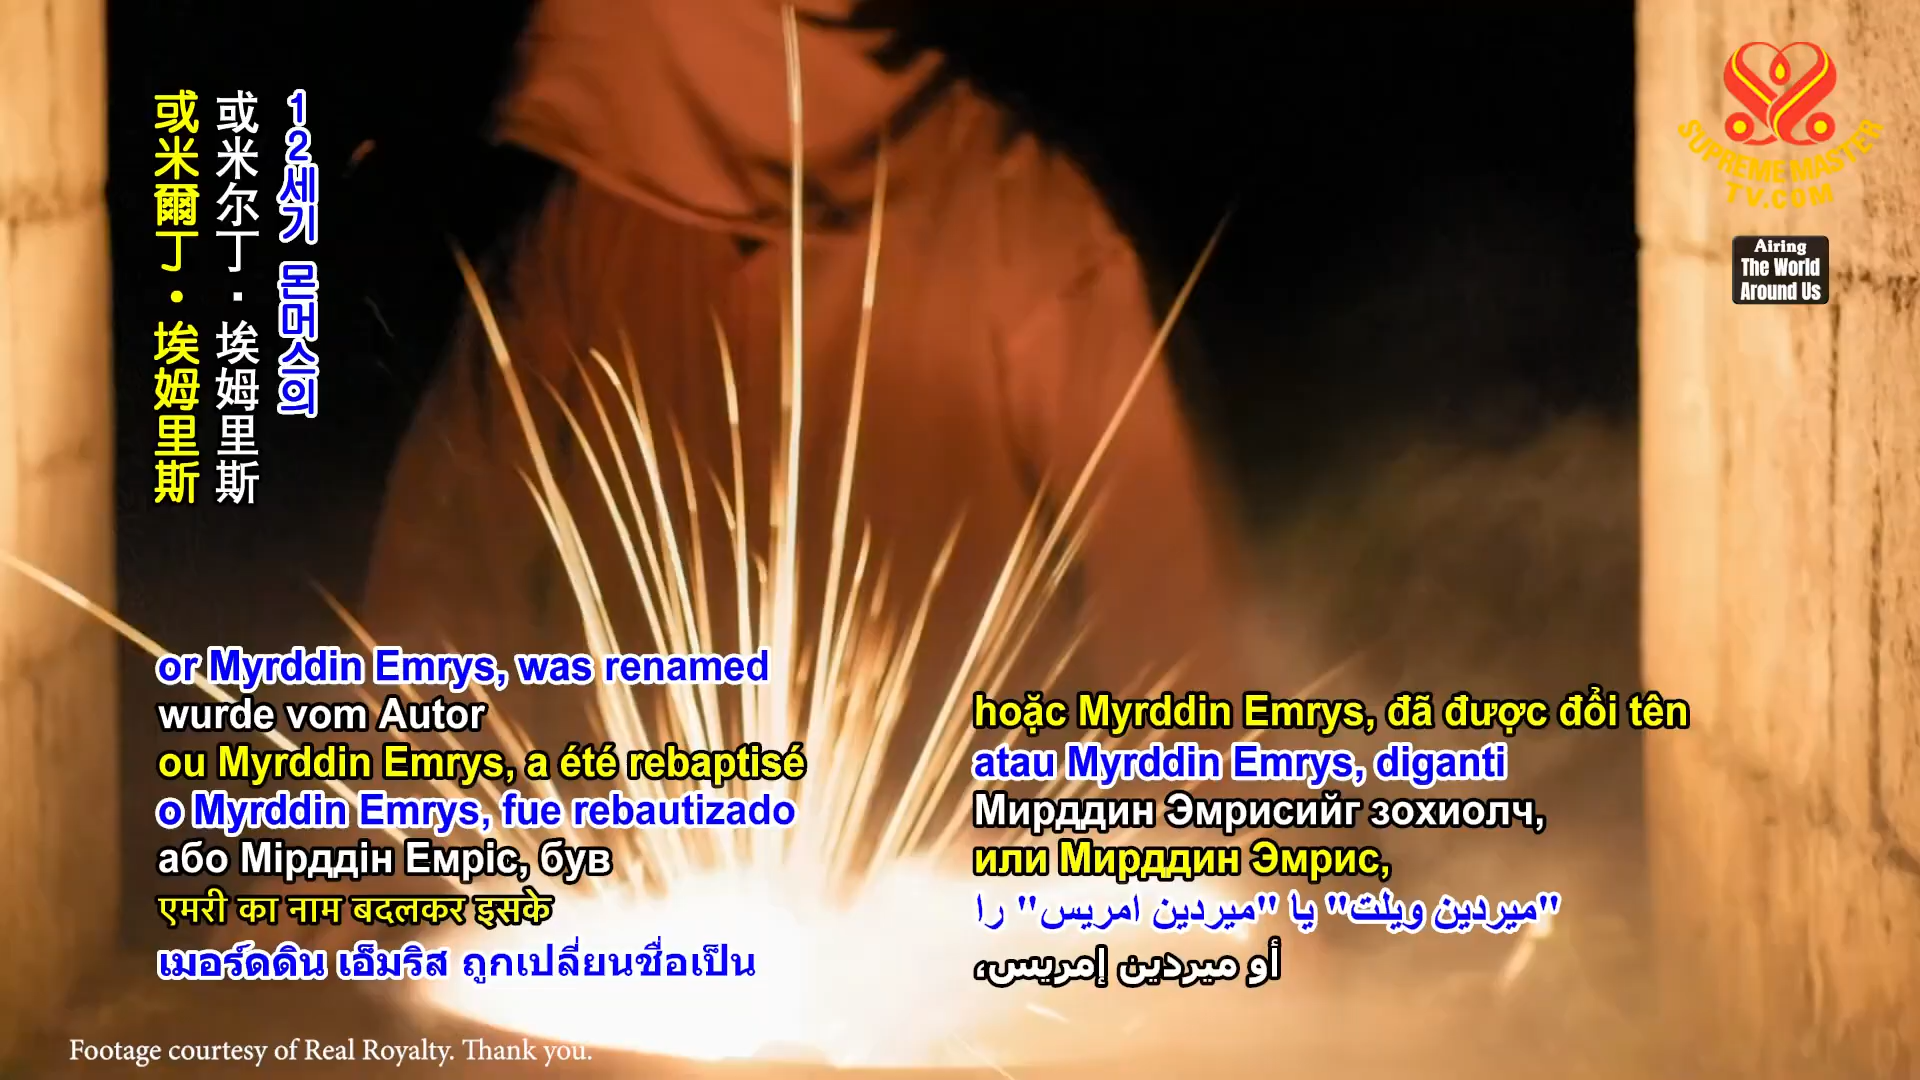 或米爾丁·埃姆里斯
或米尔丁·埃姆里斯
12세기 몬머스의
SUPREME MASTER
TV.COM
Airing
The World
Around Us
or Myrddin Emrys, was renamed
wurde vom Autor
ou Myrddin Emrys, a été rebaptisé
o Myrddin Emrys, fue rebautizado
або Мірддін Емріс, був
एमरी का नाम बदलकर इसके
เมอร์ดดิน เอ็มริส ถูกเปลี่ยนชื่อเป็น
hoặc Myrddin Emrys, đã được đổi tên
atau Myrddin Emrys, diganti
Мирддин Эмрисийг зохиолч,
или Мирддин Эмрис,
"میردین ویلت" یا "میردین امریس" را
أو ميردين إمريس،
Footage courtesy of Real Royalty. Thank you.